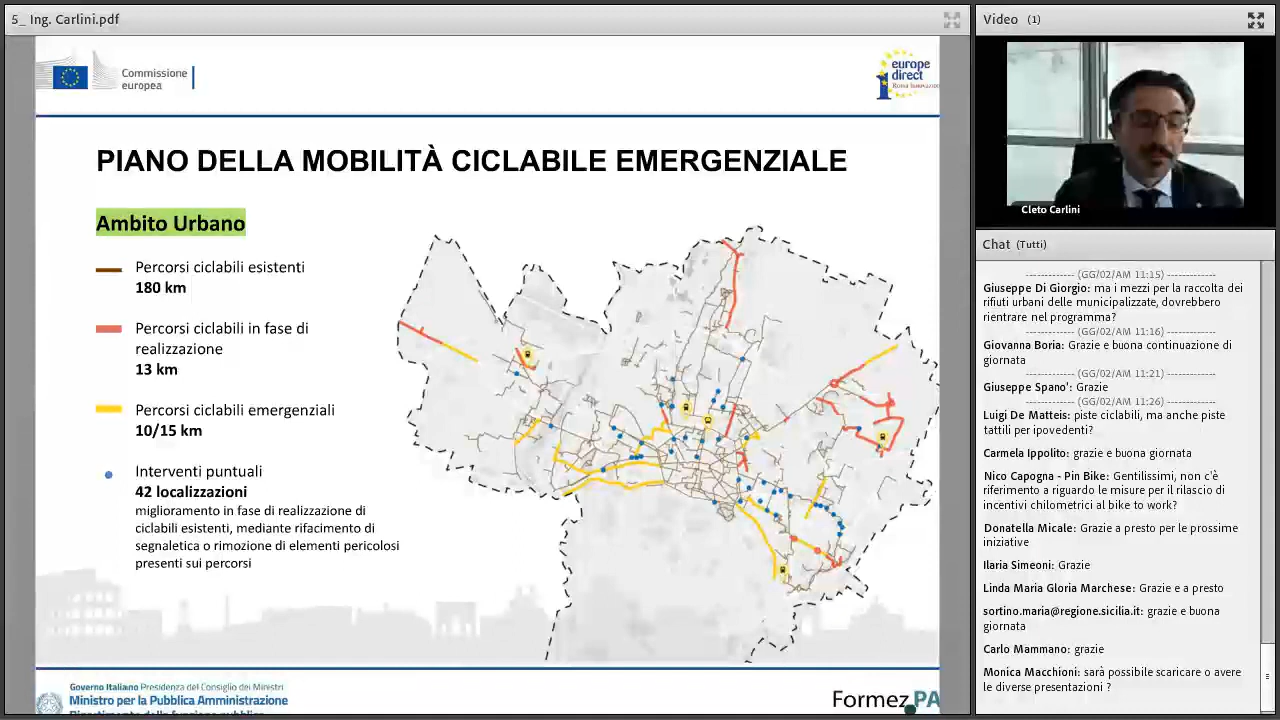 5_ Ing. Carlini.pdf
Commissione
europea
europe
direct
PIANO DELLA MOBILITÀ CICLABILE EMERGENZIALE
Ambito Urbano
Percorsi ciclabili esistenti
180 km
Percorsi ciclabili in fase di
realizzazione
13 km
Percorsi ciclabili emergenziali
10/15 km
Interventi puntuali
42 localizzazioni
miglioramento in fase di realizzazione di
ciclabili esistenti, mediante rifacimento di
segnaletica o rimozione di elementi pericolosi
presenti sui percorsi
Governo Italiano Presidenza del Consiglio dei Ministri
Ministro per la Pubblica Amministrazione
Dipartimento della funzione pubblica
Formez PA
Video (1)
Cleto Carlini
Chat (Tutti)
------------- (GG/02/AM 11:15) -------------
Giuseppe Di Giorgio: ma i mezzi per la raccolta dei
rifiuti urbani delle municipalizzate, dovrebbero
rientrare nel programma?
------------- (GG/02/AM 11:16) -------------
Giovanna Boria: Grazie e buona continuazione di
giornata
------------- (GG/02/AM 11:21) -------------
Giuseppe Spano': Grazie
------------- (GG/02/AM 11:26) -------------
Luigi De Matteis: piste ciclabili, ma anche piste
tattili per ipovedenti?
Carmela Ippolito: grazie e buona giornata
Nico Capogna - Pin Bike: Gentilissimi, non c'è
riferimento a riguardo le misure per il rilascio di
incentivi chilometrici al bike to work?
Donatella Micale: Grazie a presto per le prossime
iniziative
Ilaria Simeoni: Grazie
Linda Maria Gloria Marchese: Grazie e a presto
sortino.maria@regione.sicilia.it: grazie e buona
giornata
Carlo Mammano: grazie
Monica Macchioni: sarà possibile scaricare o avere
le diverse presentazioni ?